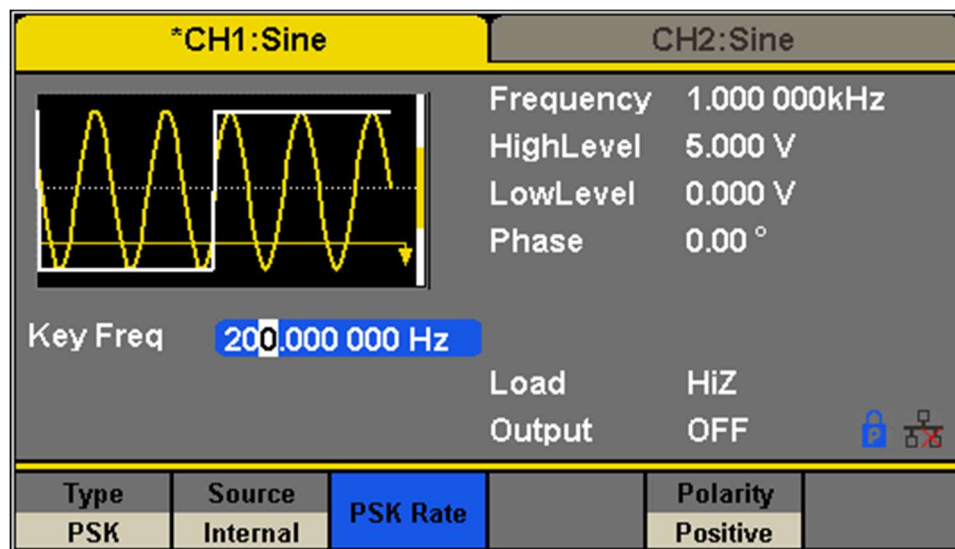 *CH1:Sine
CH2:Sine
Frequency 1.000 000kHz
HighLevel 5.000 V
LowLevel 0.000 V
Phase 0.00 °
Key Freq 200.000 000 Hz
Load HiZ
Output OFF
P
Type Source PSK Rate Polarity
PSK Internal Positive